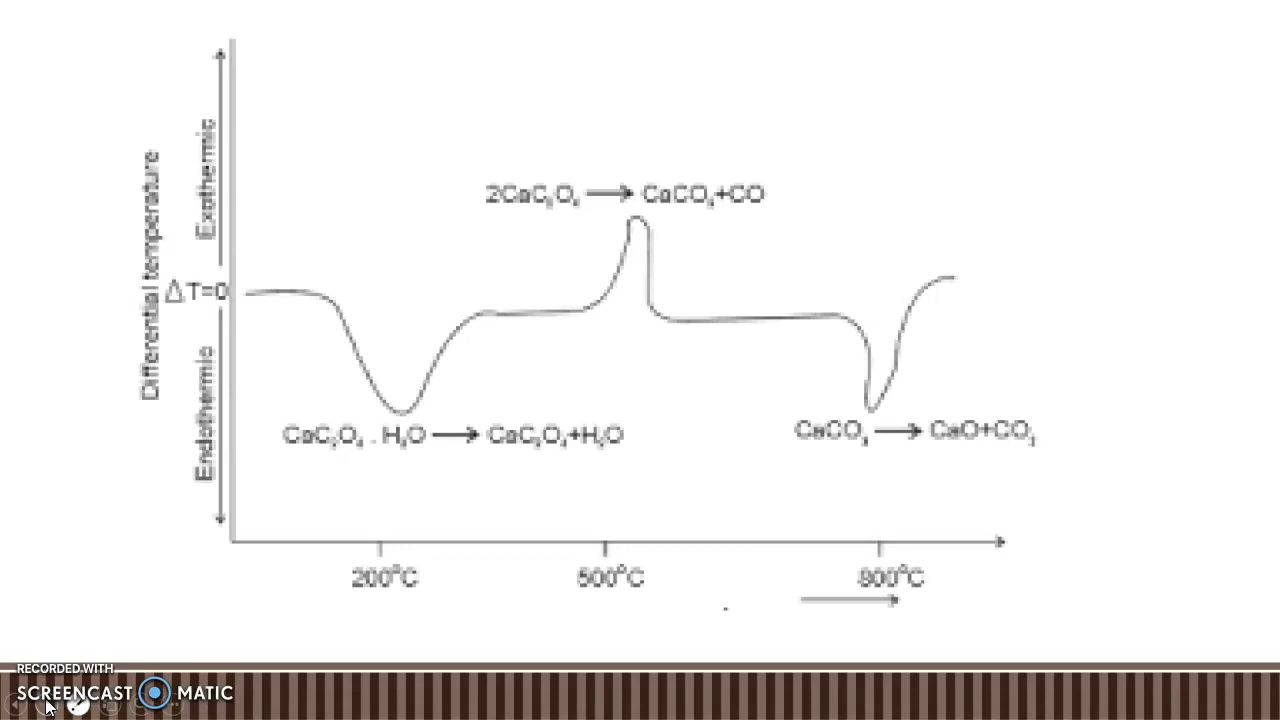 Exothermic
2CaC₂O₄ → CaCO₃+CO
Differential temperature
ΔT=0
Endothermic
CaC₂O₄ . H₂O → CaC₂O₄+H₂O
CaCO₃ → CaO+CO₂
200°C
500°C
800°C
RECORDED WITH
SCREENCAST MATIC